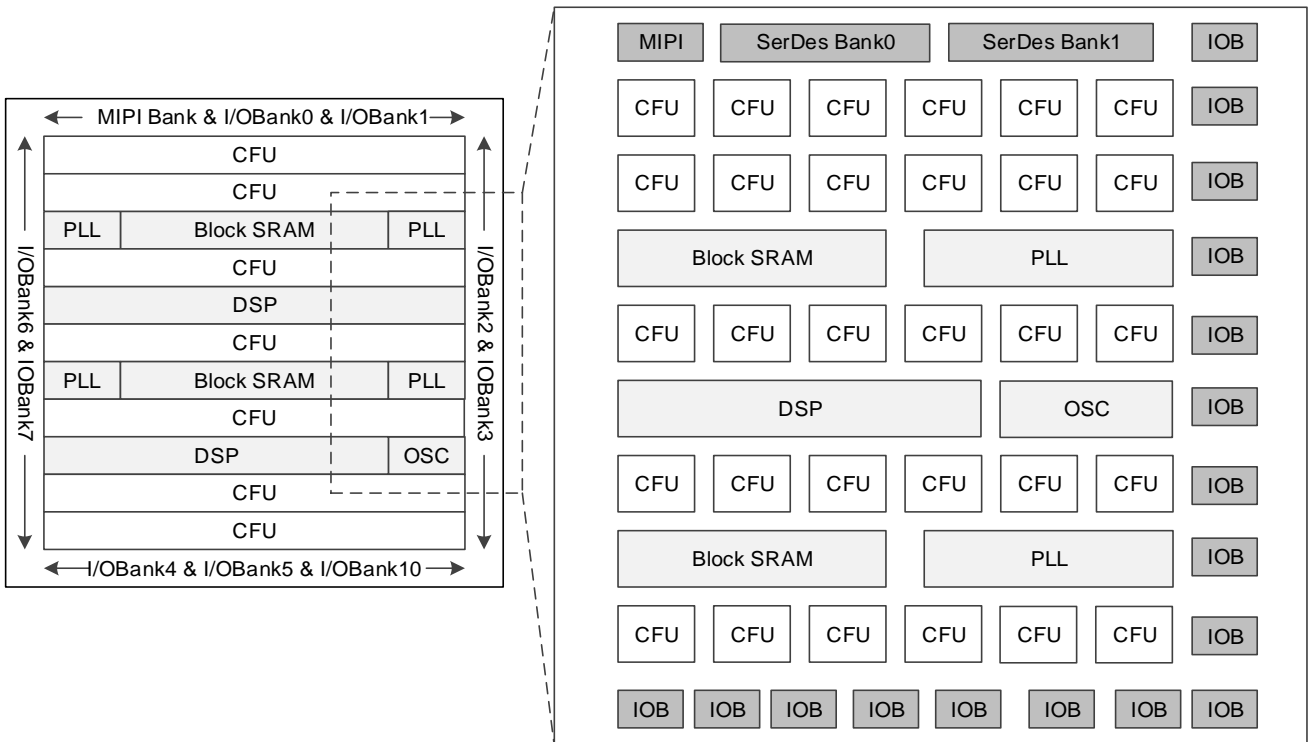 MIPI Bank & I/OBank0 & I/OBank1
I/OBank6 & IOBank7
I/OBank2 & IOBank3
CFU
CFU
PLL Block SRAM PLL
CFU
DSP
CFU
PLL Block SRAM PLL
CFU
DSP OSC
CFU
CFU
I/OBank4 & I/OBank5 & I/OBank10
MIPI SerDes Bank0 SerDes Bank1 IOB
CFU CFU CFU CFU CFU CFU IOB
CFU CFU CFU CFU CFU CFU IOB
Block SRAM PLL IOB
CFU CFU CFU CFU CFU CFU IOB
DSP OSC IOB
CFU CFU CFU CFU CFU CFU IOB
Block SRAM PLL IOB
CFU CFU CFU CFU CFU CFU IOB
IOB IOB IOB IOB IOB IOB IOB IOB